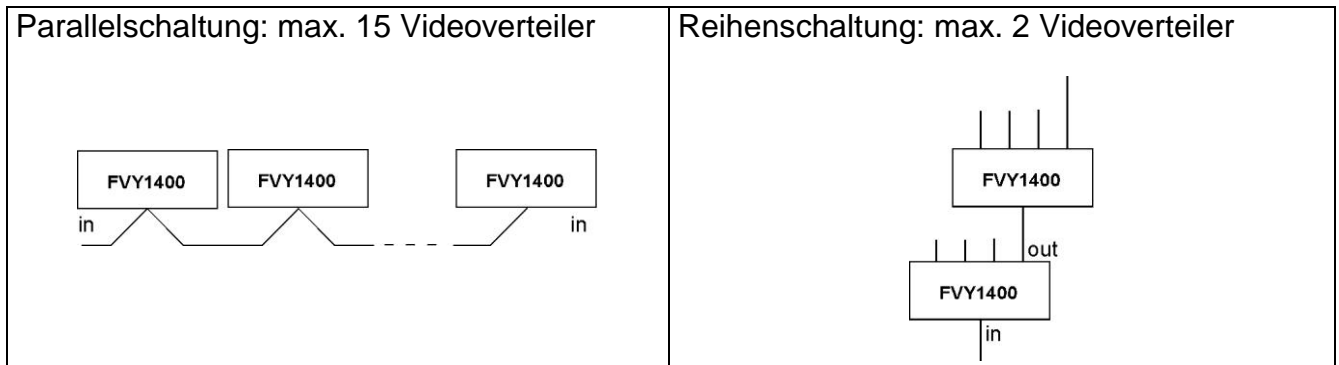 Parallelschaltung: max. 15 Videoverteiler
FVY1400
FVY1400
FVY1400
in
in
Reihenschaltung: max. 2 Videoverteiler
FVY1400
out
FVY1400
in